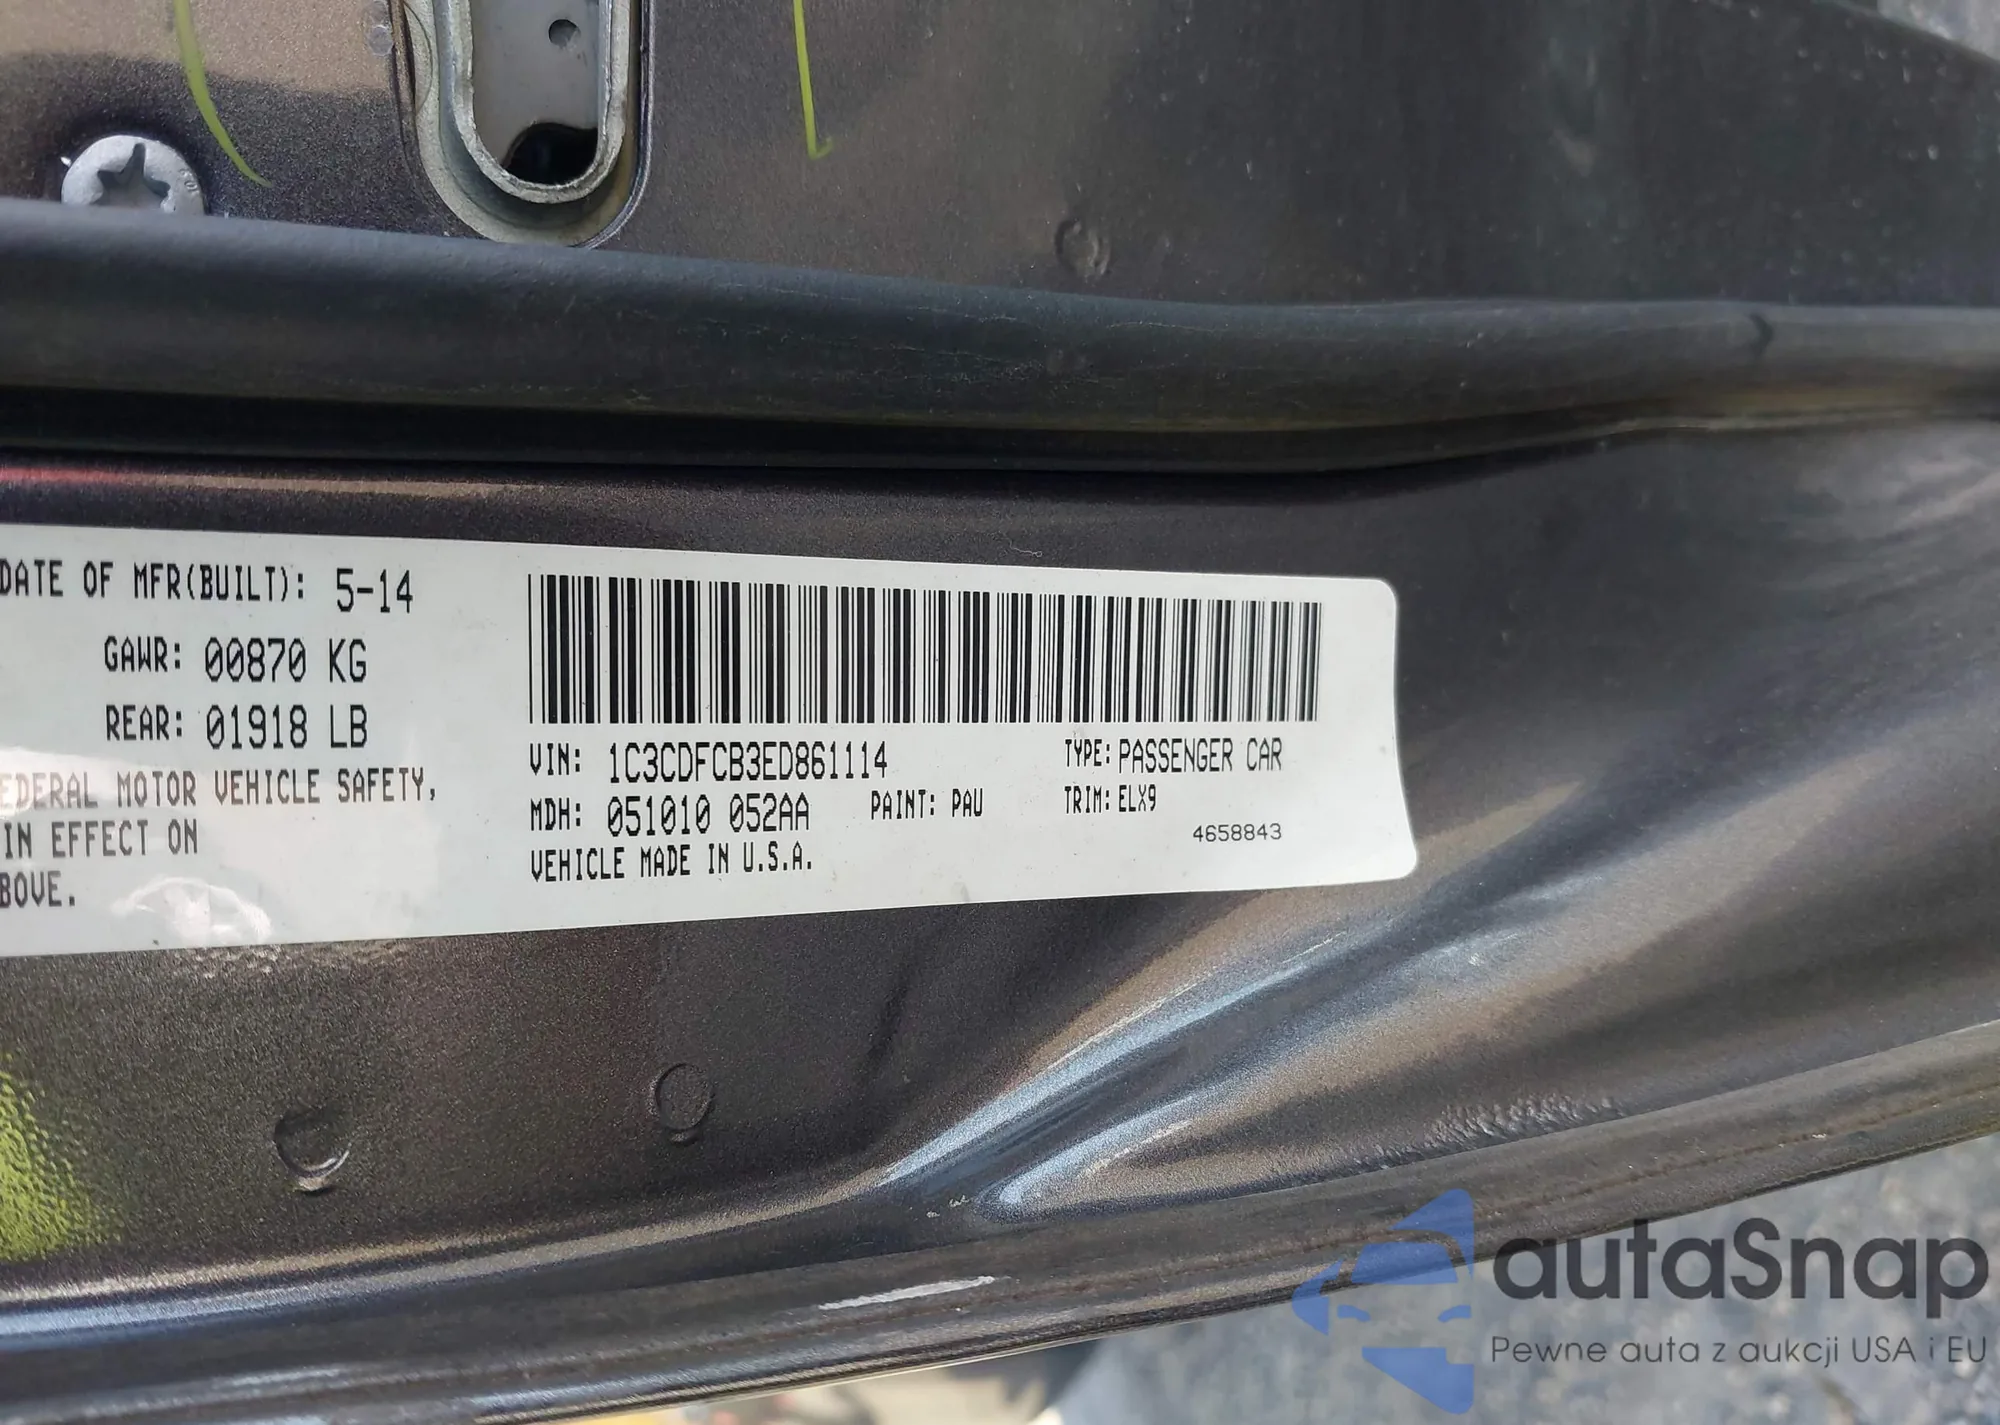 DATE OF MFR(BUILT): 5-14
GAWR: 00870 KG
REAR: 01918 LB
EDERAL MOTOR VEHICLE SAFETY,
IN EFFECT ON
BOVE.
VIN: 1C3CDFCB3ED861114
TYPE: PASSENGER CAR
MDH: 051010 052AA
PAINT: PAU
TRIM: ELX9
4658843
VEHICLE MADE IN U.S.A.
autaSnap
Pewne auta z aukcji USA i EU